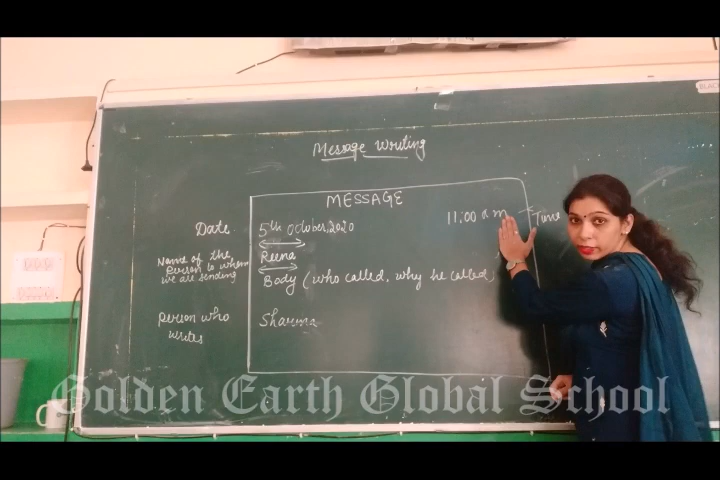 Message Writing
MESSAGE
Date 5th October, 2020 11:00 a m Time
Name of the Reena
Person to whom
we are sending
Body (who called, why he called)
person who Sharma
writes
Golden Earth Global School